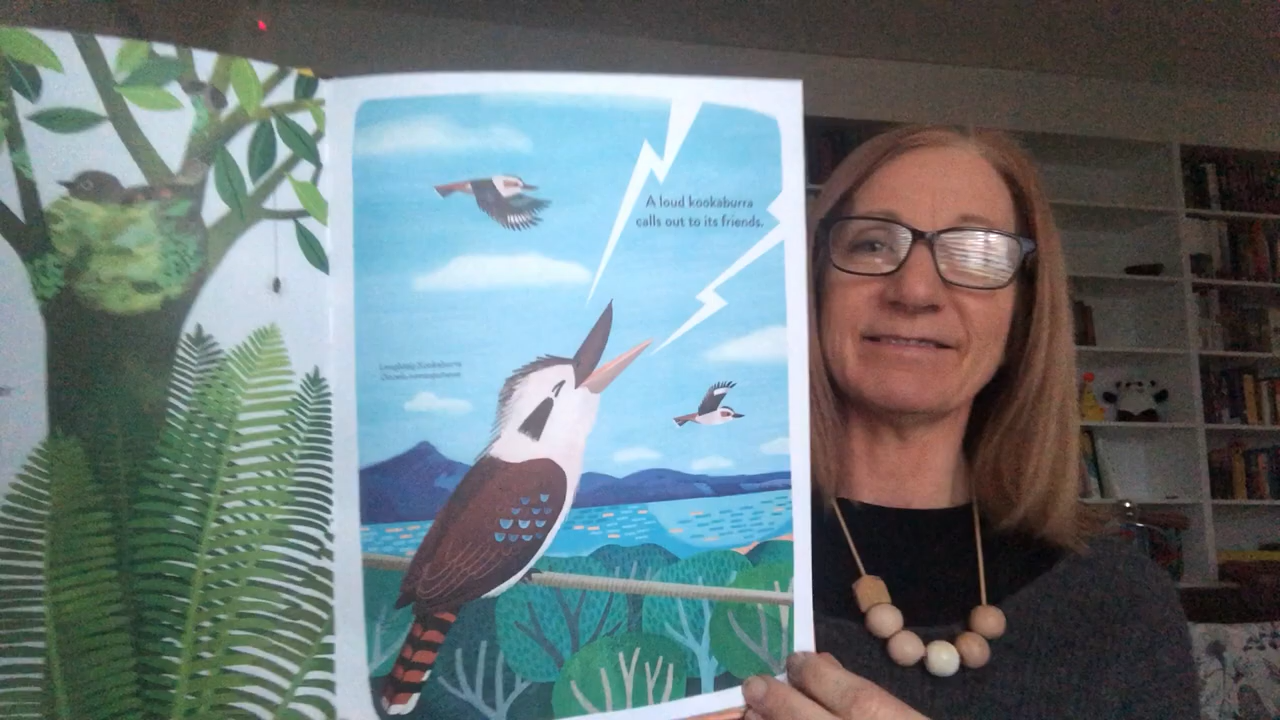 A loud kookaburra
calls out to its friends.
Laughing Kookaburra